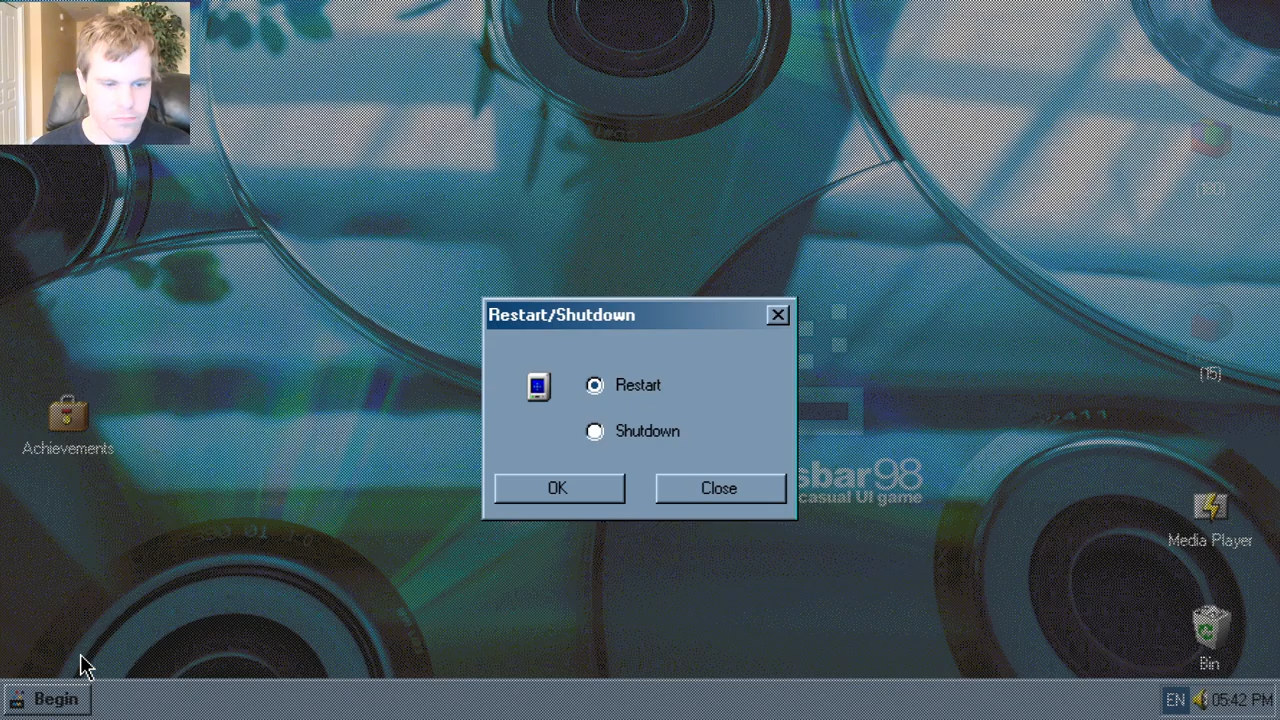 Restart/Shutdown
Restart
Shutdown
OK
Close
(15)
sbar98
casual UI game
Achievements
Media Player
Bin
Begin
EN
05:42 PM